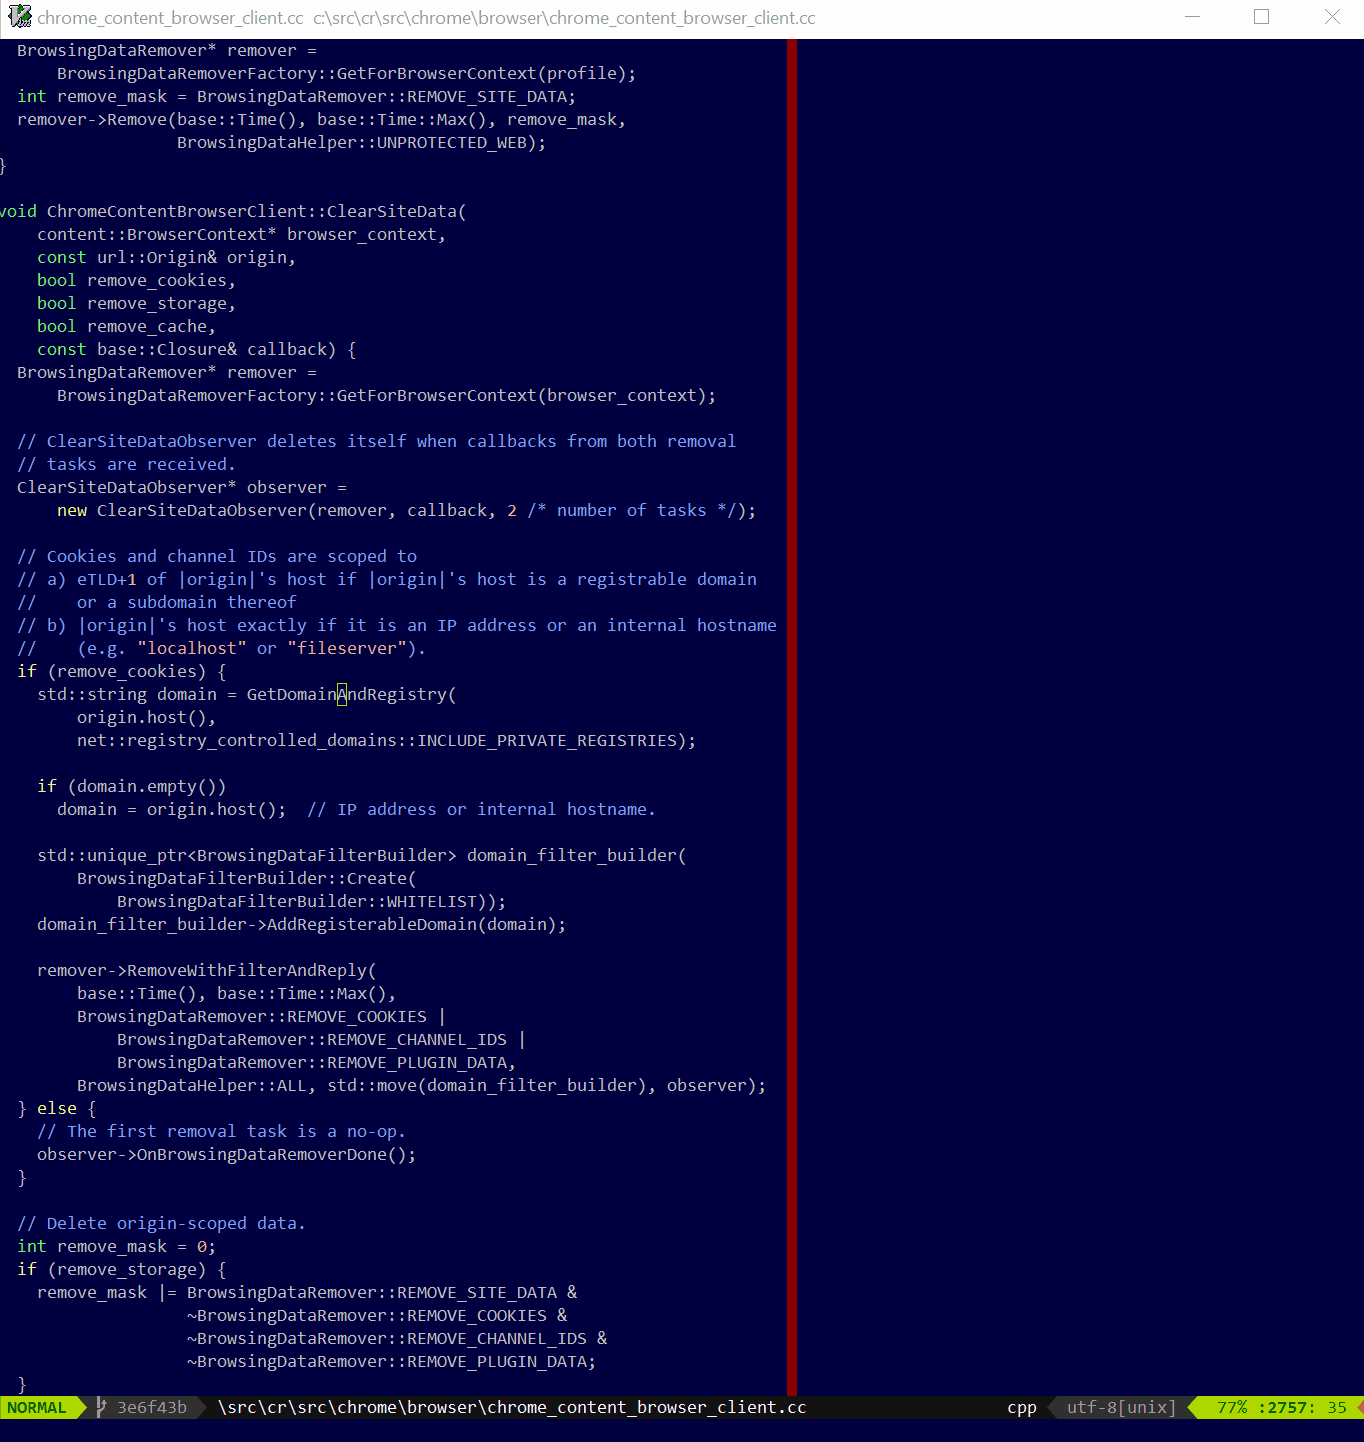 chrome_content_browser_client.cc  c:\src\cr\src\chrome\browser\chrome_content_browser_client.cc
  BrowsingDataRemover* remover =
      BrowsingDataRemoverFactory::GetForBrowserContext(profile);
  int remove_mask = BrowsingDataRemover::REMOVE_SITE_DATA;
  remover->Remove(base::Time(), base::Time::Max(), remove_mask,
                  BrowsingDataHelper::UNPROTECTED_WEB);
}

void ChromeContentBrowserClient::ClearSiteData(
    content::BrowserContext* browser_context,
    const url::Origin& origin,
    bool remove_cookies,
    bool remove_storage,
    bool remove_cache,
    const base::Closure& callback) {
  BrowsingDataRemover* remover =
      BrowsingDataRemoverFactory::GetForBrowserContext(browser_context);

  // ClearSiteDataObserver deletes itself when callbacks from both removal
  // tasks are received.
  ClearSiteDataObserver* observer =
      new ClearSiteDataObserver(remover, callback, 2 /* number of tasks */);

  // Cookies and channel IDs are scoped to
  // a) eTLD+1 of |origin|'s host if |origin|'s host is a registrable domain
  //    or a subdomain thereof
  // b) |origin|'s host exactly if it is an IP address or an internal hostname
  //    (e.g. "localhost" or "fileserver").
  if (remove_cookies) {
    std::string domain = GetDomainAndRegistry(
        origin.host(),
        net::registry_controlled_domains::INCLUDE_PRIVATE_REGISTRIES);

    if (domain.empty())
      domain = origin.host();  // IP address or internal hostname.

    std::unique_ptr<BrowsingDataFilterBuilder> domain_filter_builder(
        BrowsingDataFilterBuilder::Create(
            BrowsingDataFilterBuilder::WHITELIST));
    domain_filter_builder->AddRegisterableDomain(domain);

    remover->RemoveWithFilterAndReply(
        base::Time(), base::Time::Max(),
        BrowsingDataRemover::REMOVE_COOKIES |
            BrowsingDataRemover::REMOVE_CHANNEL_IDS |
            BrowsingDataRemover::REMOVE_PLUGIN_DATA,
        BrowsingDataHelper::ALL, std::move(domain_filter_builder), observer);
  } else {
    // The first removal task is a no-op.
    observer->OnBrowsingDataRemoverDone();
  }

  // Delete origin-scoped data.
  int remove_mask = 0;
  if (remove_storage) {
    remove_mask |= BrowsingDataRemover::REMOVE_SITE_DATA &
                   ~BrowsingDataRemover::REMOVE_COOKIES &
                   ~BrowsingDataRemover::REMOVE_CHANNEL_IDS &
                   ~BrowsingDataRemover::REMOVE_PLUGIN_DATA;
  }
NORMAL 3e6f43b \src\cr\src\chrome\browser\chrome_content_browser_client.cc cpp utf-8[unix] 77% :2757: 35